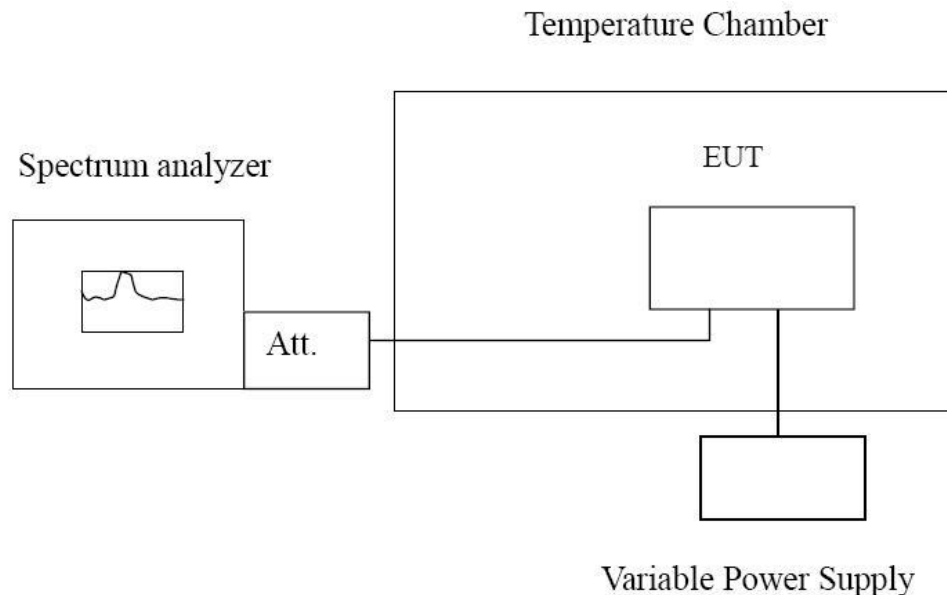 Temperature Chamber
Spectrum analyzer
EUT
Att.
Variable Power Supply